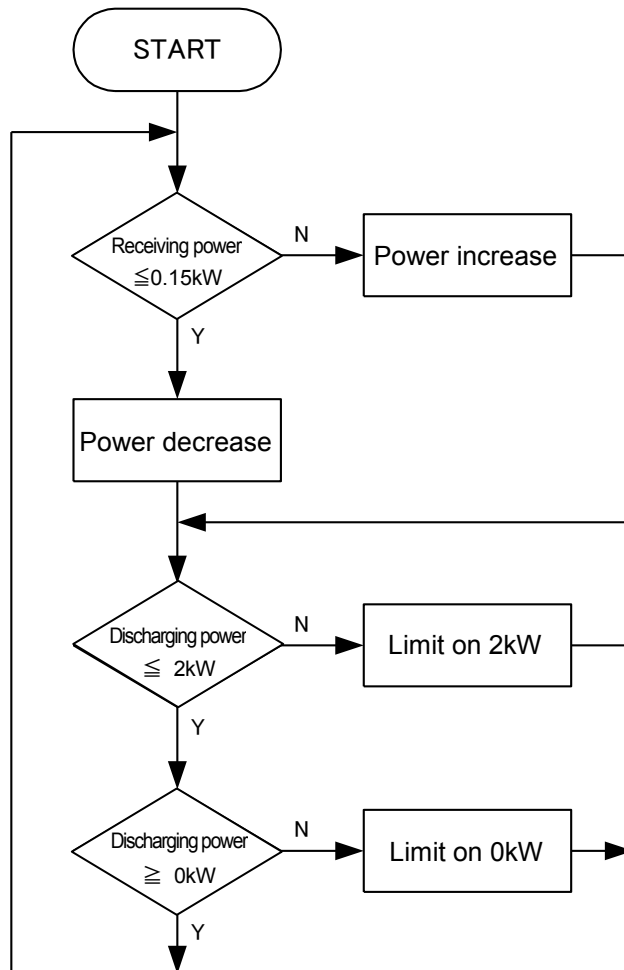 START
Receiving power
≦0.15kW
N
Power increase
Y
Power decrease
Discharging power
≦ 2kW
N
Limit on 2kW
Y
Discharging power
≧ 0kW
N
Limit on 0kW
Y